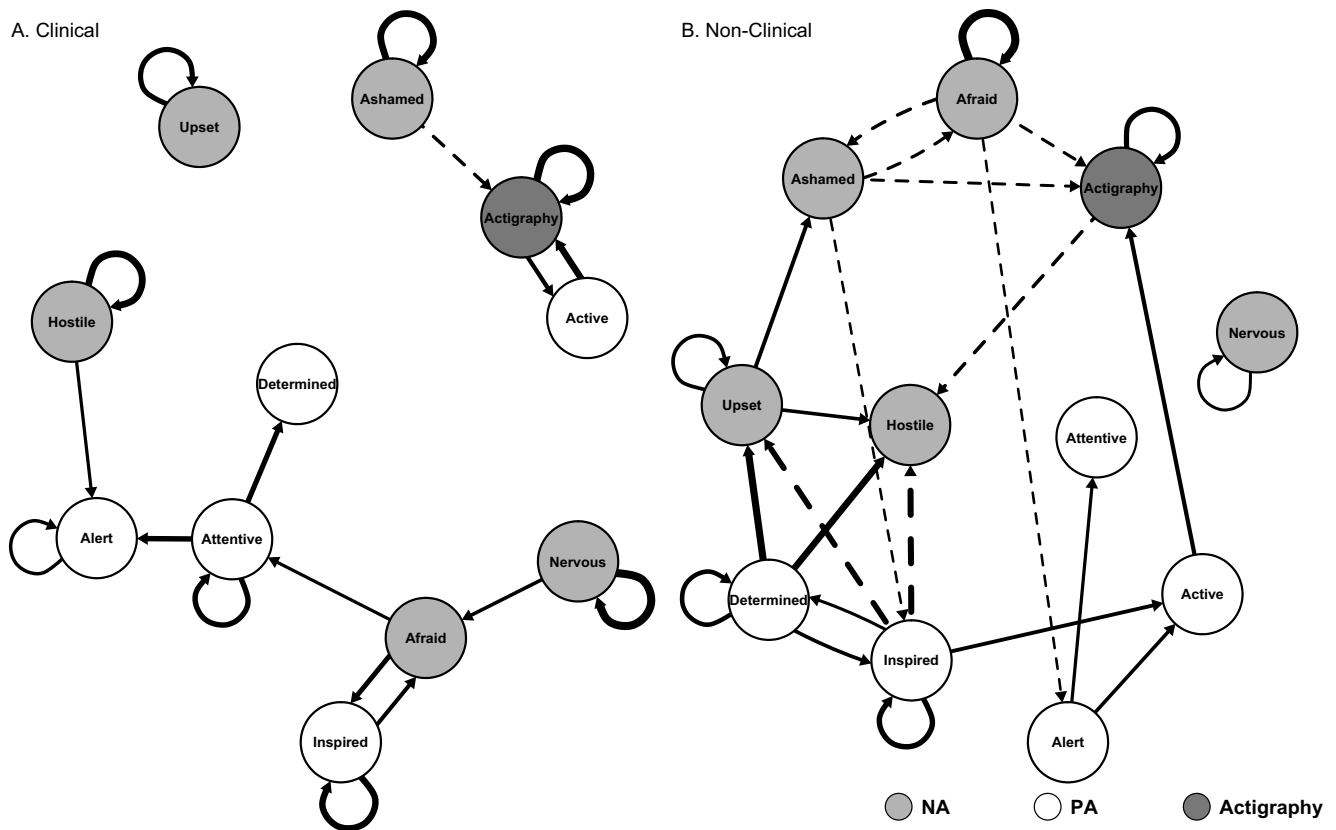 A. Clinical
Upset
Ashamed
Actigraphy
Active
Hostile
Determined
Alert
Attentive
Nervous
Afraid
Inspired
B. Non-Clinical
Afraid
Ashamed
Actigraphy
Nervous
Upset
Hostile
Attentive
Determined
Active
Inspired
Alert
NA
PA
Actigraphy